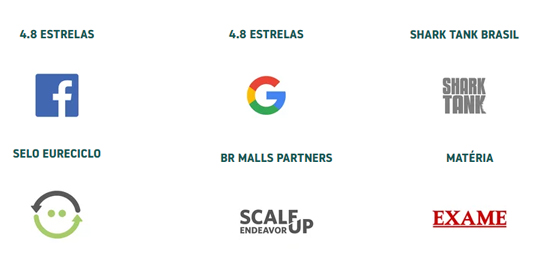 4.8 ESTRELAS
4.8 ESTRELAS
SHARK TANK BRASIL
f
G
SHARK
TANK
SELO EURECICLO
BR MALLS PARTNERS
MATÉRIA
SCALE
ENDEAVOR UP
EXAME